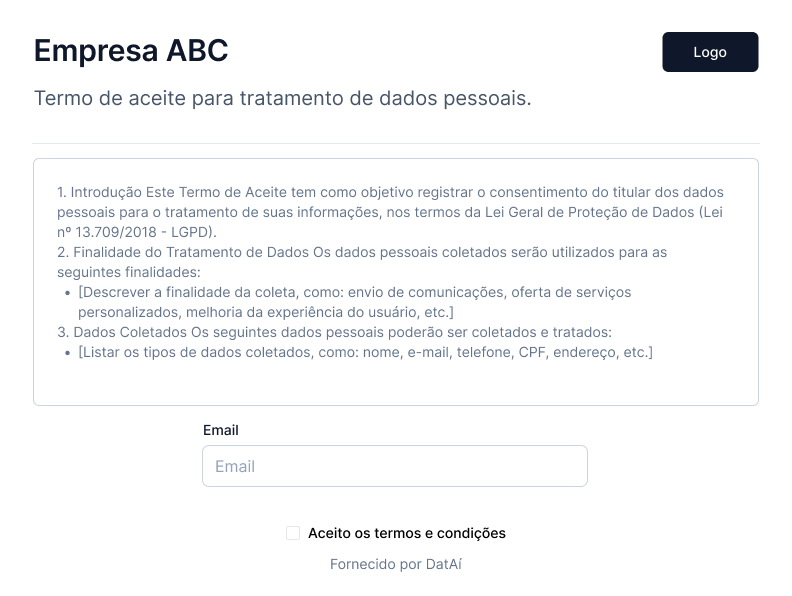 Empresa ABC
Logo
Termo de aceite para tratamento de dados pessoais.
1. Introdução Este Termo de Aceite tem como objetivo registrar o consentimento do titular dos dados
pessoais para o tratamento de suas informações, nos termos da Lei Geral de Proteção de Dados (Lei
nº 13.709/2018 - LGPD).
2. Finalidade do Tratamento de Dados Os dados pessoais coletados serão utilizados para as
seguintes finalidades:
• [Descrever a finalidade da coleta, como: envio de comunicações, oferta de serviços
personalizados, melhoria da experiência do usuário, etc.]
3. Dados Coletados Os seguintes dados pessoais poderão ser coletados e tratados:
• [Listar os tipos de dados coletados, como: nome, e-mail, telefone, CPF, endereço, etc.]
Email
Email
Aceito os termos e condições
Fornecido por DatAí